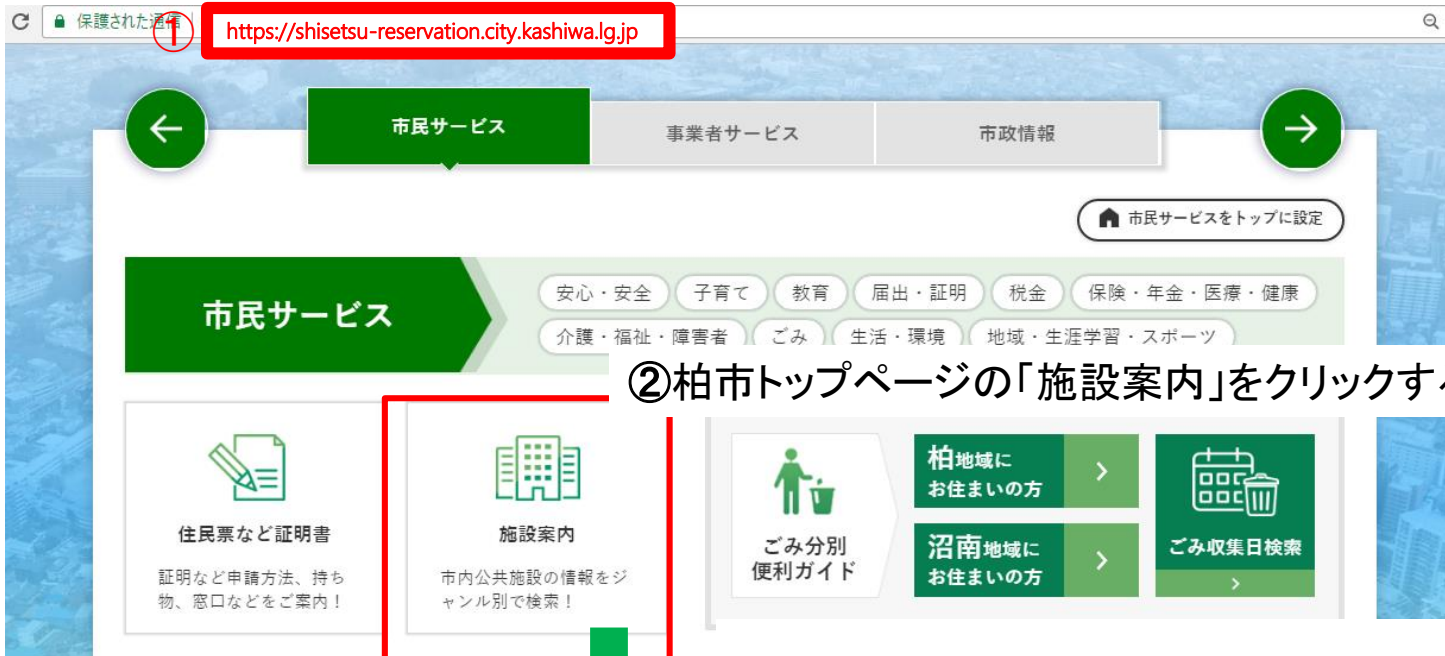 保護された通信
①
https://shisetsu-reservation.city.kashiwa.lg.jp
市民サービス
事業者サービス
市政情報
市民サービスをトップに設定
市民サービス
安心・安全
子育て
教育
届出・証明
税金
保険・年金・医療・健康
介護・福祉・障害者
ごみ
生活・環境
地域・生涯学習・スポーツ
②柏市トップページの「施設案内」をクリックす
住民票など証明書
証明など申請方法、持ち
物、窓口などをご案内！
施設案内
市内公共施設の情報をジ
ャンル別で検索！
ごみ分別
便利ガイド
柏地域に
お住まいの方
沼南地域に
お住まいの方
ごみ収集日検索